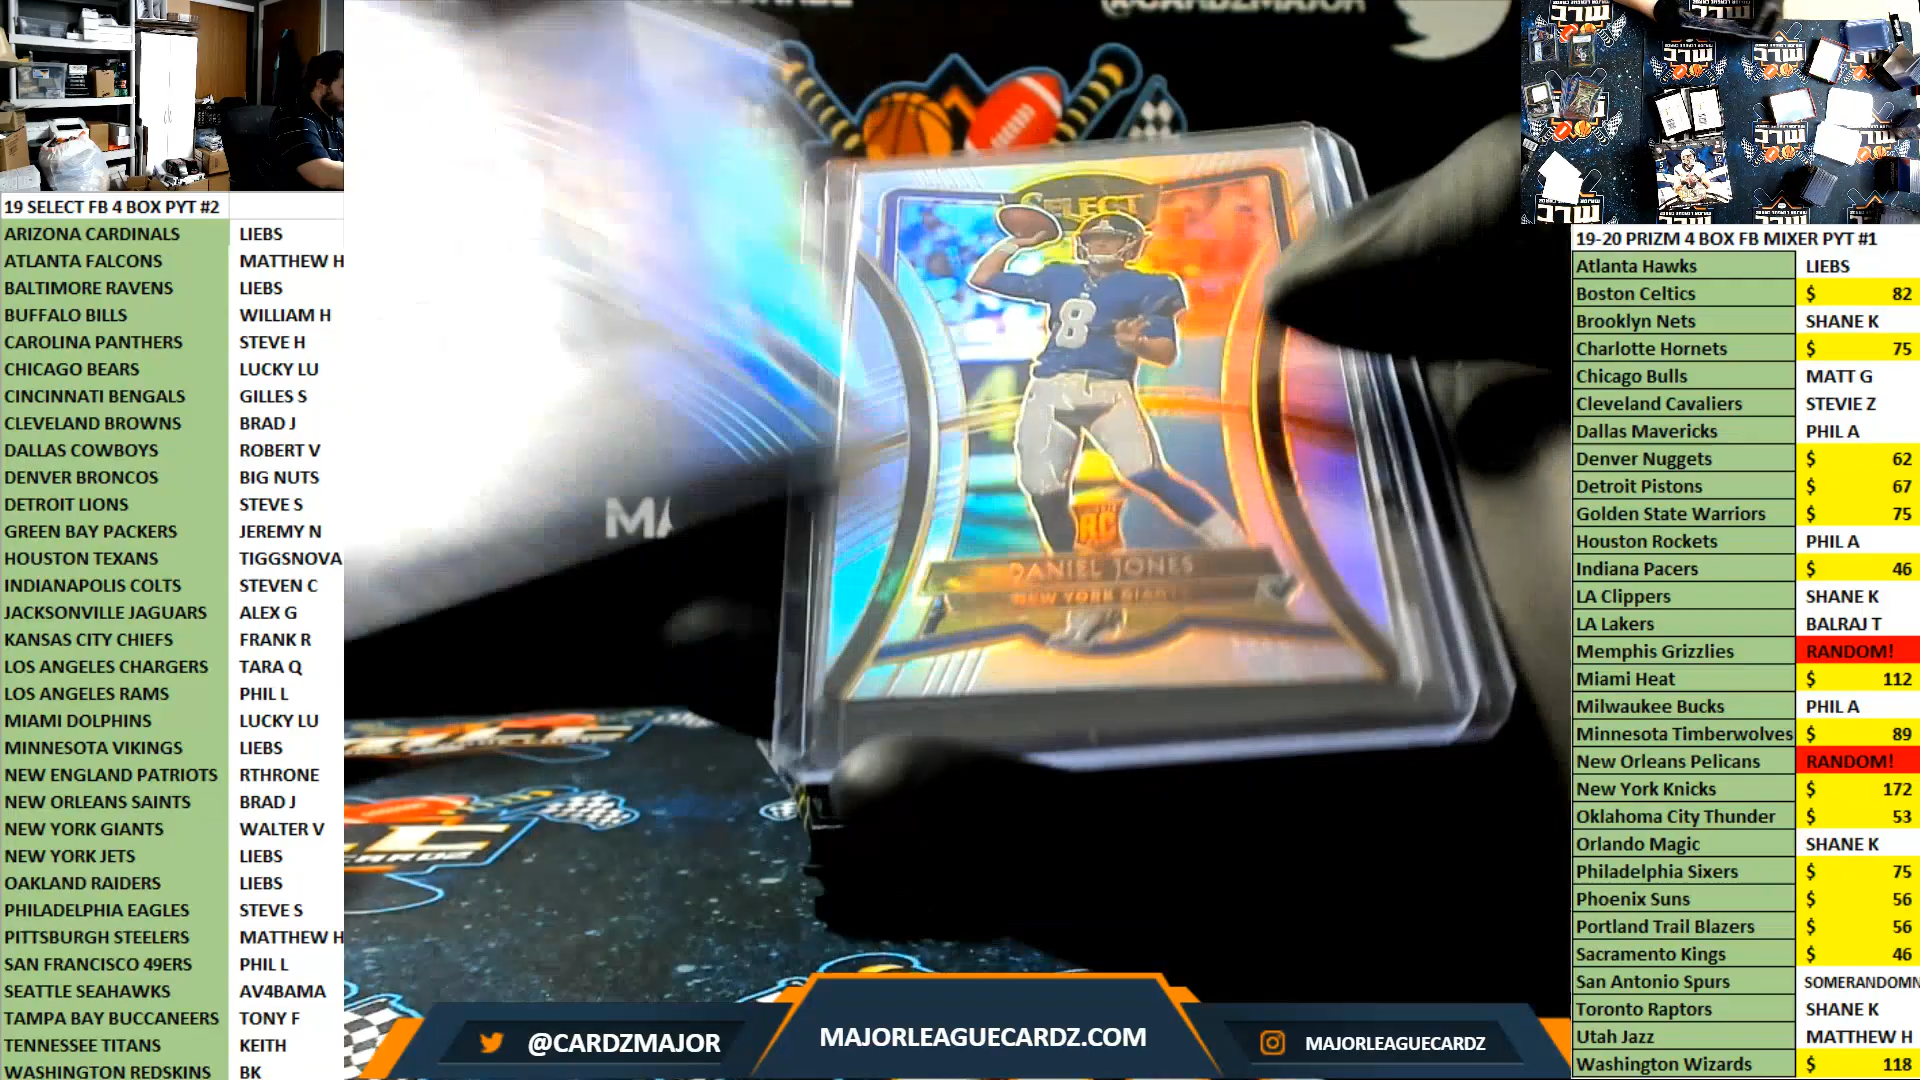 19 SELECT FB 4 BOX PYT #2
ARIZONA CARDINALS LIEBS
ATLANTA FALCONS MATTHEW H
BALTIMORE RAVENS LIEBS
BUFFALO BILLS WILLIAM H
CAROLINA PANTHERS STEVE H
CHICAGO BEARS LUCKY LU
CINCINNATI BENGALS GILLES S
CLEVELAND BROWNS BRAD J
DALLAS COWBOYS ROBERT V
DENVER BRONCOS BIG NUTS
DETROIT LIONS STEVE S
GREEN BAY PACKERS JEREMY N
HOUSTON TEXANS TIGGSNOVA
INDIANAPOLIS COLTS STEVEN C
JACKSONVILLE JAGUARS ALEX G
KANSAS CITY CHIEFS FRANK R
LOS ANGELES CHARGERS TARA Q
LOS ANGELES RAMS PHIL L
MIAMI DOLPHINS LUCKY LU
MINNESOTA VIKINGS LIEBS
NEW ENGLAND PATRIOTS RTHRONE
NEW ORLEANS SAINTS BRAD J
NEW YORK GIANTS WALTER V
NEW YORK JETS LIEBS
OAKLAND RAIDERS LIEBS
PHILADELPHIA EAGLES STEVE S
PITTSBURGH STEELERS MATTHEW H
SAN FRANCISCO 49ERS PHIL L
SEATTLE SEAHAWKS AV4BAMA
TAMPA BAY BUCCANEERS TONY F
TENNESSEE TITANS KEITH
WASHINGTON REDSKINS BK
@CARDZMAJOR
SELECT
8
RC
DANIEL JONES
NEW YORK GIANTS
MA
@CARDZMAJOR
MAJORLEAGUECARDZ.COM
MAJORLEAGUECARDZ
19-20 PRIZM 4 BOX FB MIXER PYT #1
Atlanta Hawks LIEBS
Boston Celtics $ 82
Brooklyn Nets SHANE K
Charlotte Hornets $ 75
Chicago Bulls MATT G
Cleveland Cavaliers STEVIE Z
Dallas Mavericks PHIL A
Denver Nuggets $ 62
Detroit Pistons $ 67
Golden State Warriors $ 75
Houston Rockets PHIL A
Indiana Pacers $ 46
LA Clippers SHANE K
LA Lakers BALRAJ T
Memphis Grizzlies RANDOM!
Miami Heat $ 112
Milwaukee Bucks PHIL A
Minnesota Timberwolves $ 89
New Orleans Pelicans RANDOM!
New York Knicks $ 172
Oklahoma City Thunder $ 53
Orlando Magic SHANE K
Philadelphia Sixers $ 75
Phoenix Suns $ 56
Portland Trail Blazers $ 56
Sacramento Kings $ 46
San Antonio Spurs SOMERANDOMN
Toronto Raptors SHANE K
Utah Jazz MATTHEW H
Washington Wizards $ 118